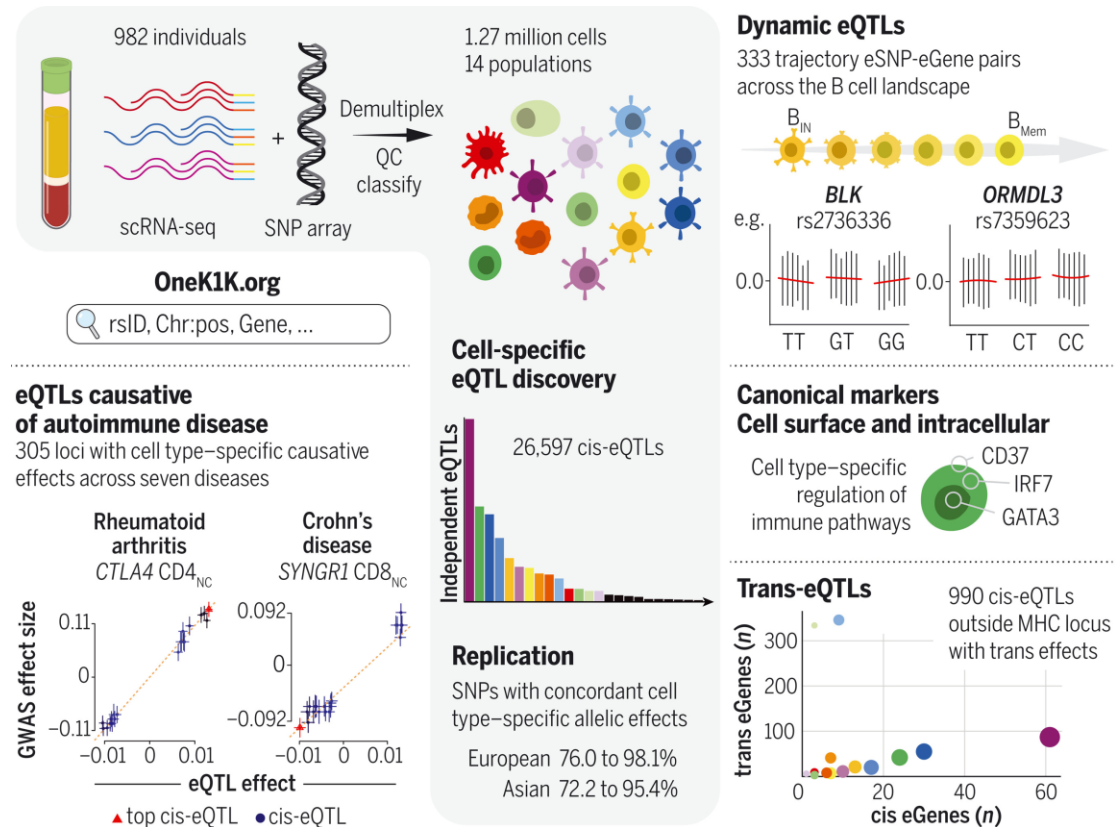 982 individuals
scRNA-seq
+
SNP array
Demultiplex
QC
classify
1.27 million cells
14 populations
OneK1K.org
rsID, Chr:pos, Gene, ...
eQTLs causative
of autoimmune disease
305 loci with cell type–specific causative
effects across seven diseases
Rheumatoid
arthritis
CTLA4 CD4NC
Crohn's
disease
SYNGR1 CD8NC
GWAS effect size
0.11
0
−0.11
−0.01
0
0.01
0.092
0
−0.092
−0.01
0
0.01
eQTL effect
top cis-eQTL
cis-eQTL
Cell-specific
eQTL discovery
Independent eQTLs
26,597 cis-eQTLs
Replication
SNPs with concordant cell
type–specific allelic effects
European 76.0 to 98.1%
Asian 72.2 to 95.4%
Dynamic eQTLs
333 trajectory eSNP-eGene pairs
across the B cell landscape
BIN
BMem
e.g.
BLK
rs2736336
0.0
TT GT GG
ORMDL3
rs7359623
0.0
TT CT CC
Canonical markers
Cell surface and intracellular
Cell type–specific
regulation of
immune pathways
CD37
IRF7
GATA3
Trans-eQTLs
990 cis-eQTLs
outside MHC locus
with trans effects
trans eGenes (n)
300
200
100
0 20 40 60
cis eGenes (n)